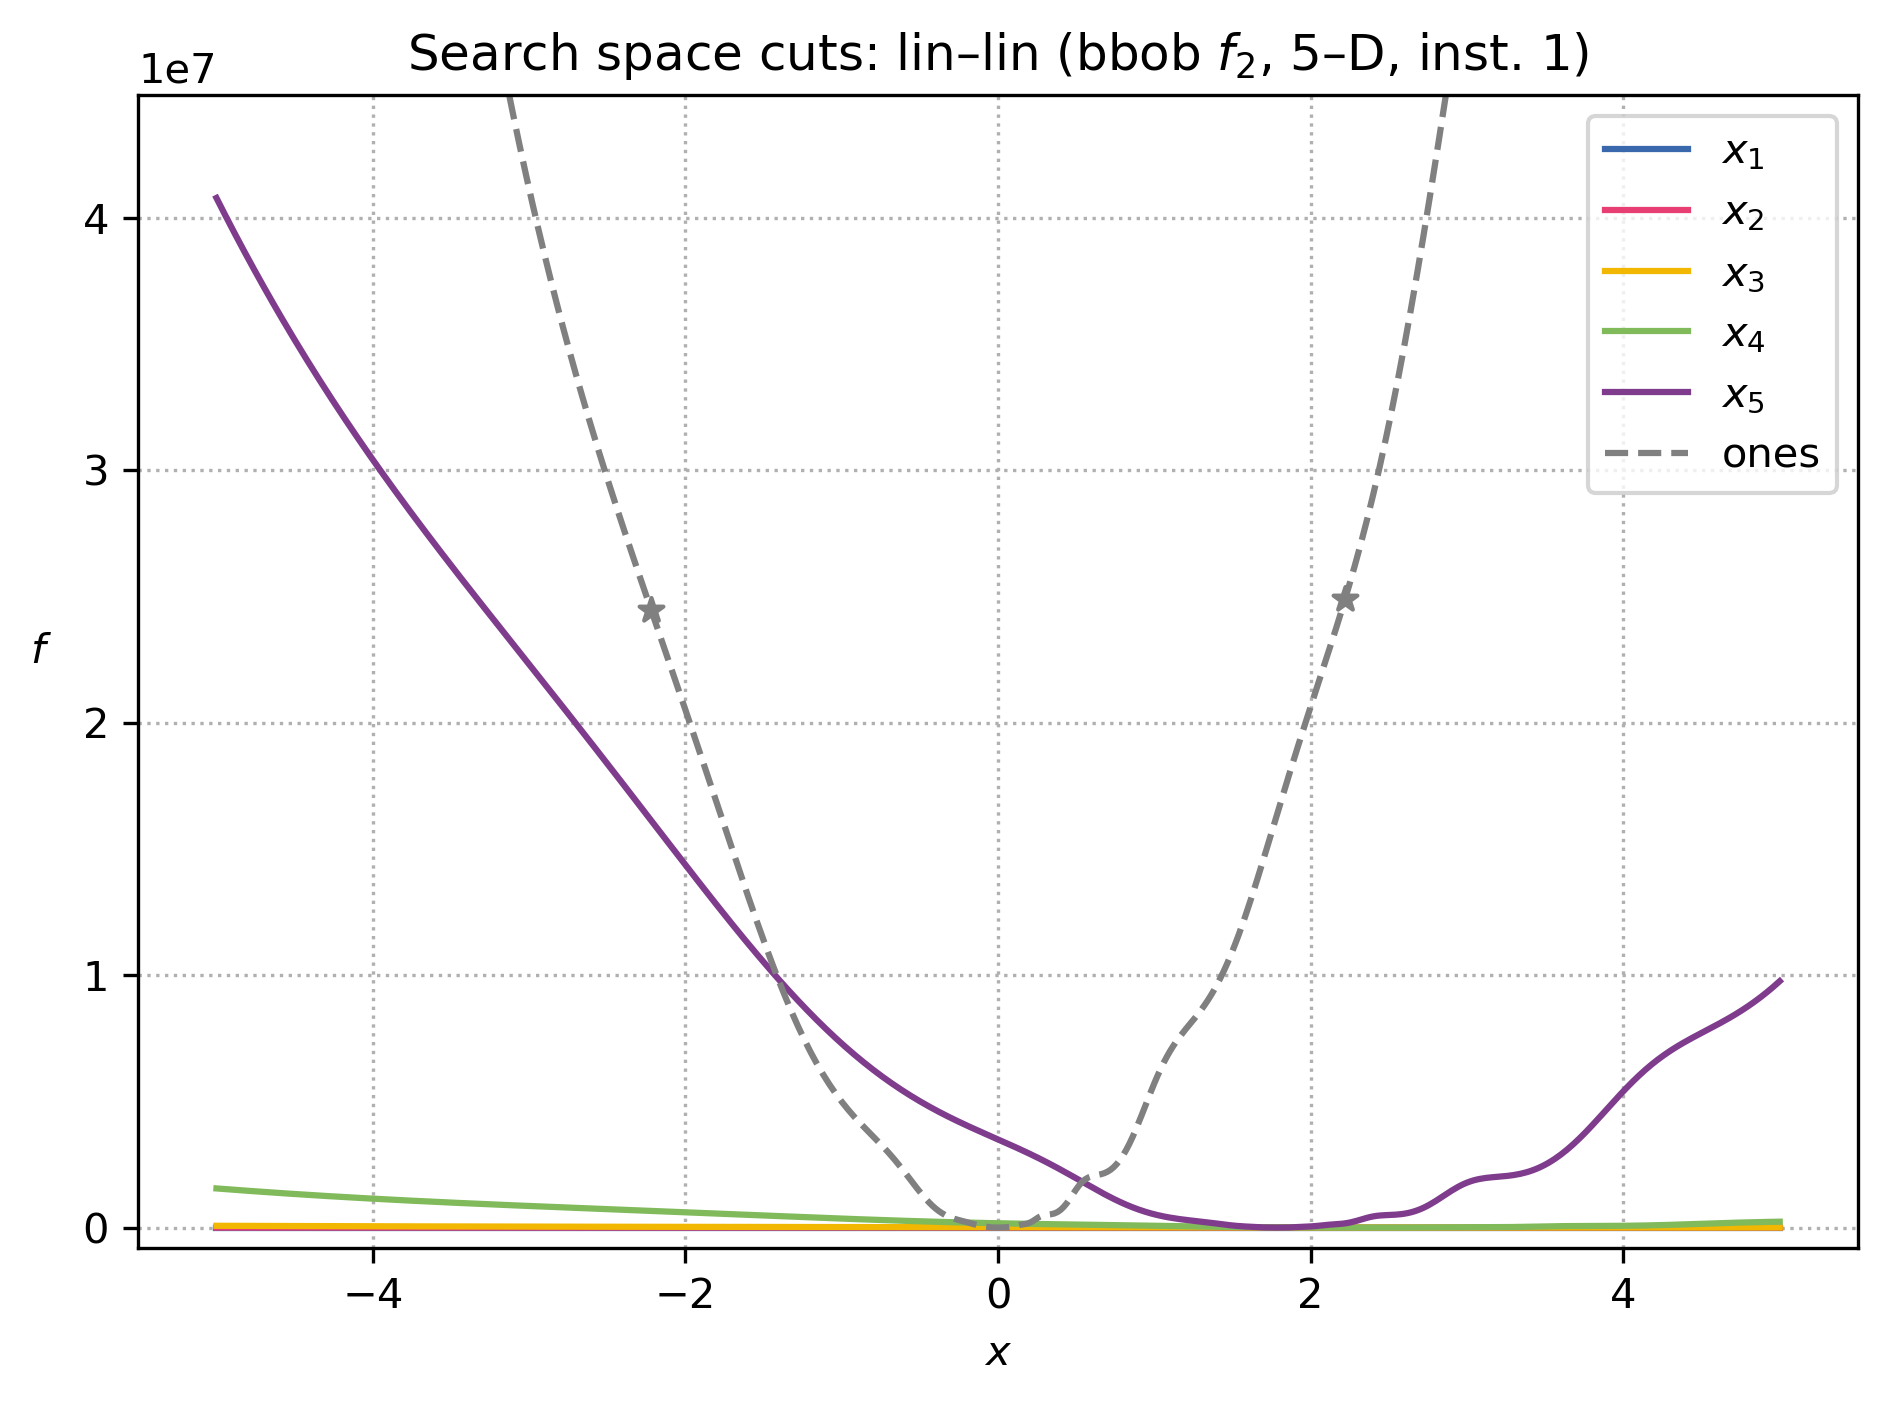 Search space cuts: lin–lin (bbob f₂, 5–D, inst. 1)
1e7
4
3
2
1
0
f
−4 −2 0 2 4
x
x₁
x₂
x₃
x₄
x₅
ones